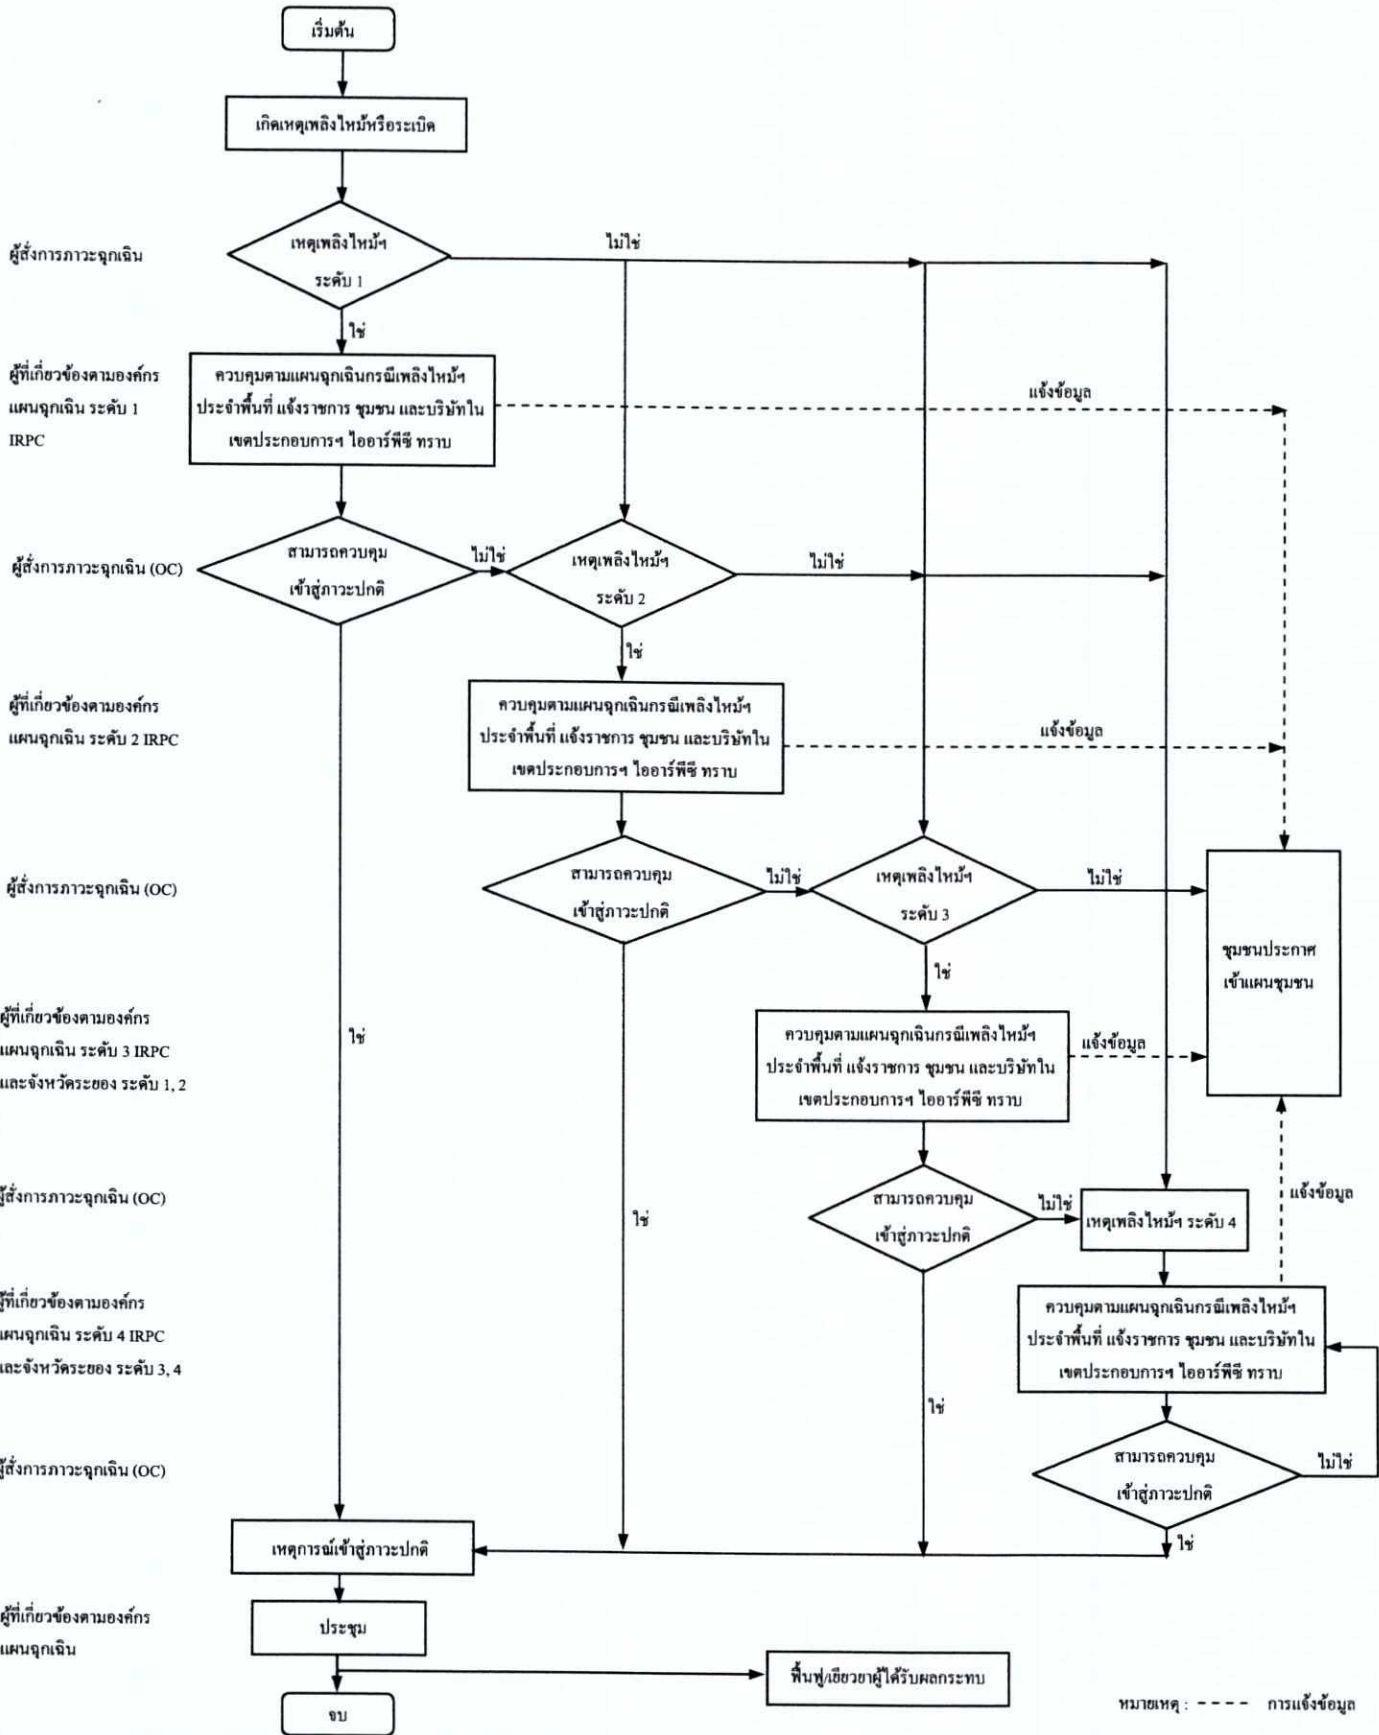 เริ่มต้น
เกิดเหตุเพลิงไหม้หรือระเบิด
ผู้สั่งการภาวะฉุกเฉิน
เหตุเพลิงไหม้ฯ
ระดับ 1
ไม่ใช่
ใช่
ผู้ที่เกี่ยวข้องตามองค์กร
แผนฉุกเฉิน ระดับ 1
IRPC
ควบคุมตามแผนฉุกเฉินกรณีเพลิงไหม้ฯ
ประจำพื้นที่ แจ้งราชการ ชุมชน และบริษัทใน
เขตประกอบการฯ ไออาร์พีซี ทราบ
แจ้งข้อมูล
ผู้สั่งการภาวะฉุกเฉิน (OC)
สามารถควบคุม
เข้าสู่ภาวะปกติ
ไม่ใช่
เหตุเพลิงไหม้ฯ
ระดับ 2
ไม่ใช่
ใช่
ผู้ที่เกี่ยวข้องตามองค์กร
แผนฉุกเฉิน ระดับ 2 IRPC
ควบคุมตามแผนฉุกเฉินกรณีเพลิงไหม้ฯ
ประจำพื้นที่ แจ้งราชการ ชุมชน และบริษัทใน
เขตประกอบการฯ ไออาร์พีซี ทราบ
แจ้งข้อมูล
ผู้สั่งการภาวะฉุกเฉิน (OC)
สามารถควบคุม
เข้าสู่ภาวะปกติ
ไม่ใช่
เหตุเพลิงไหม้ฯ
ระดับ 3
ไม่ใช่
ชุมชนประกาศ
เข้าแผนชุมชน
ใช่
ผู้ที่เกี่ยวข้องตามองค์กร
แผนฉุกเฉิน ระดับ 3 IRPC
และจังหวัดระยอง ระดับ 1, 2
ใช่
ควบคุมตามแผนฉุกเฉินกรณีเพลิงไหม้ฯ
ประจำพื้นที่ แจ้งราชการ ชุมชน และบริษัทใน
เขตประกอบการฯ ไออาร์พีซี ทราบ
แจ้งข้อมูล
ผู้สั่งการภาวะฉุกเฉิน (OC)
ใช่
สามารถควบคุม
เข้าสู่ภาวะปกติ
ไม่ใช่
เหตุเพลิงไหม้ฯ ระดับ 4
แจ้งข้อมูล
ผู้ที่เกี่ยวข้องตามองค์กร
แผนฉุกเฉิน ระดับ 4 IRPC
และจังหวัดระยอง ระดับ 3, 4
ควบคุมตามแผนฉุกเฉินกรณีเพลิงไหม้ฯ
ประจำพื้นที่ แจ้งราชการ ชุมชน และบริษัทใน
เขตประกอบการฯ ไออาร์พีซี ทราบ
ใช่
ผู้สั่งการภาวะฉุกเฉิน (OC)
สามารถควบคุม
เข้าสู่ภาวะปกติ
ไม่ใช่
ใช่
เหตุการณ์เข้าสู่ภาวะปกติ
ผู้ที่เกี่ยวข้องตามองค์กร
แผนฉุกเฉิน
ประชุม
ฟื้นฟู/เยียวยาผู้ได้รับผลกระทบ
จบ
หมายเหตุ : ---- การแจ้งข้อมูล